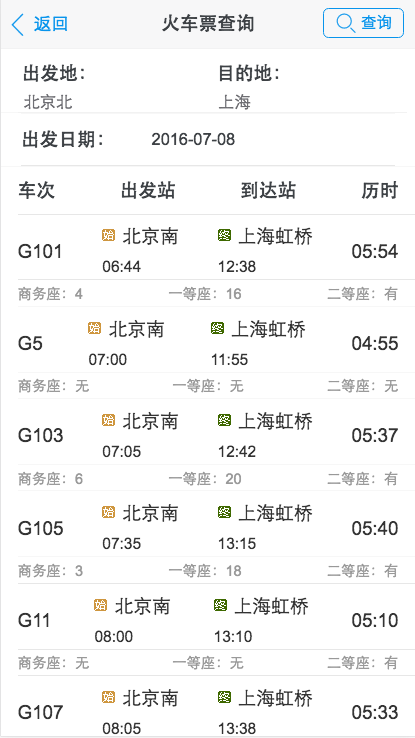 返回 火车票查询 查询
出发地: 目的地:
北京北 上海
出发日期: 2016-07-08
车次 出发站 到达站 历时
始 北京南 终 上海虹桥
G101 05:54
06:44 12:38
商务座: 4 一等座: 16 二等座: 有
始 北京南 终 上海虹桥
G5 04:55
07:00 11:55
商务座: 无 一等座: 无 二等座: 无
始 北京南 终 上海虹桥
G103 05:37
07:05 12:42
商务座: 6 一等座: 20 二等座: 有
始 北京南 终 上海虹桥
G105 05:40
07:35 13:15
商务座: 3 一等座: 18 二等座: 有
始 北京南 终 上海虹桥
G11 05:10
08:00 13:10
商务座: 无 一等座: 无 二等座: 有
始 北京南 终 上海虹桥
G107 05:33
08:05 13:38